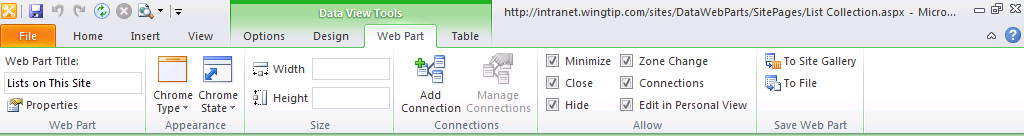 Data View Tools
http://intranet.wingtip.com/sites/DataWebParts/SitePages/List Collection.aspx - Micro...
File Home Insert View Options Design Web Part Table
Web Part Title:
Lists on This Site
Properties
Web Part
Chrome Type
Chrome State
Appearance
Width
Height
Size
Add Connection
Manage Connections
Connections
Minimize Zone Change
Close Connections
Hide Edit in Personal View
Allow
To Site Gallery
To File
Save Web Part